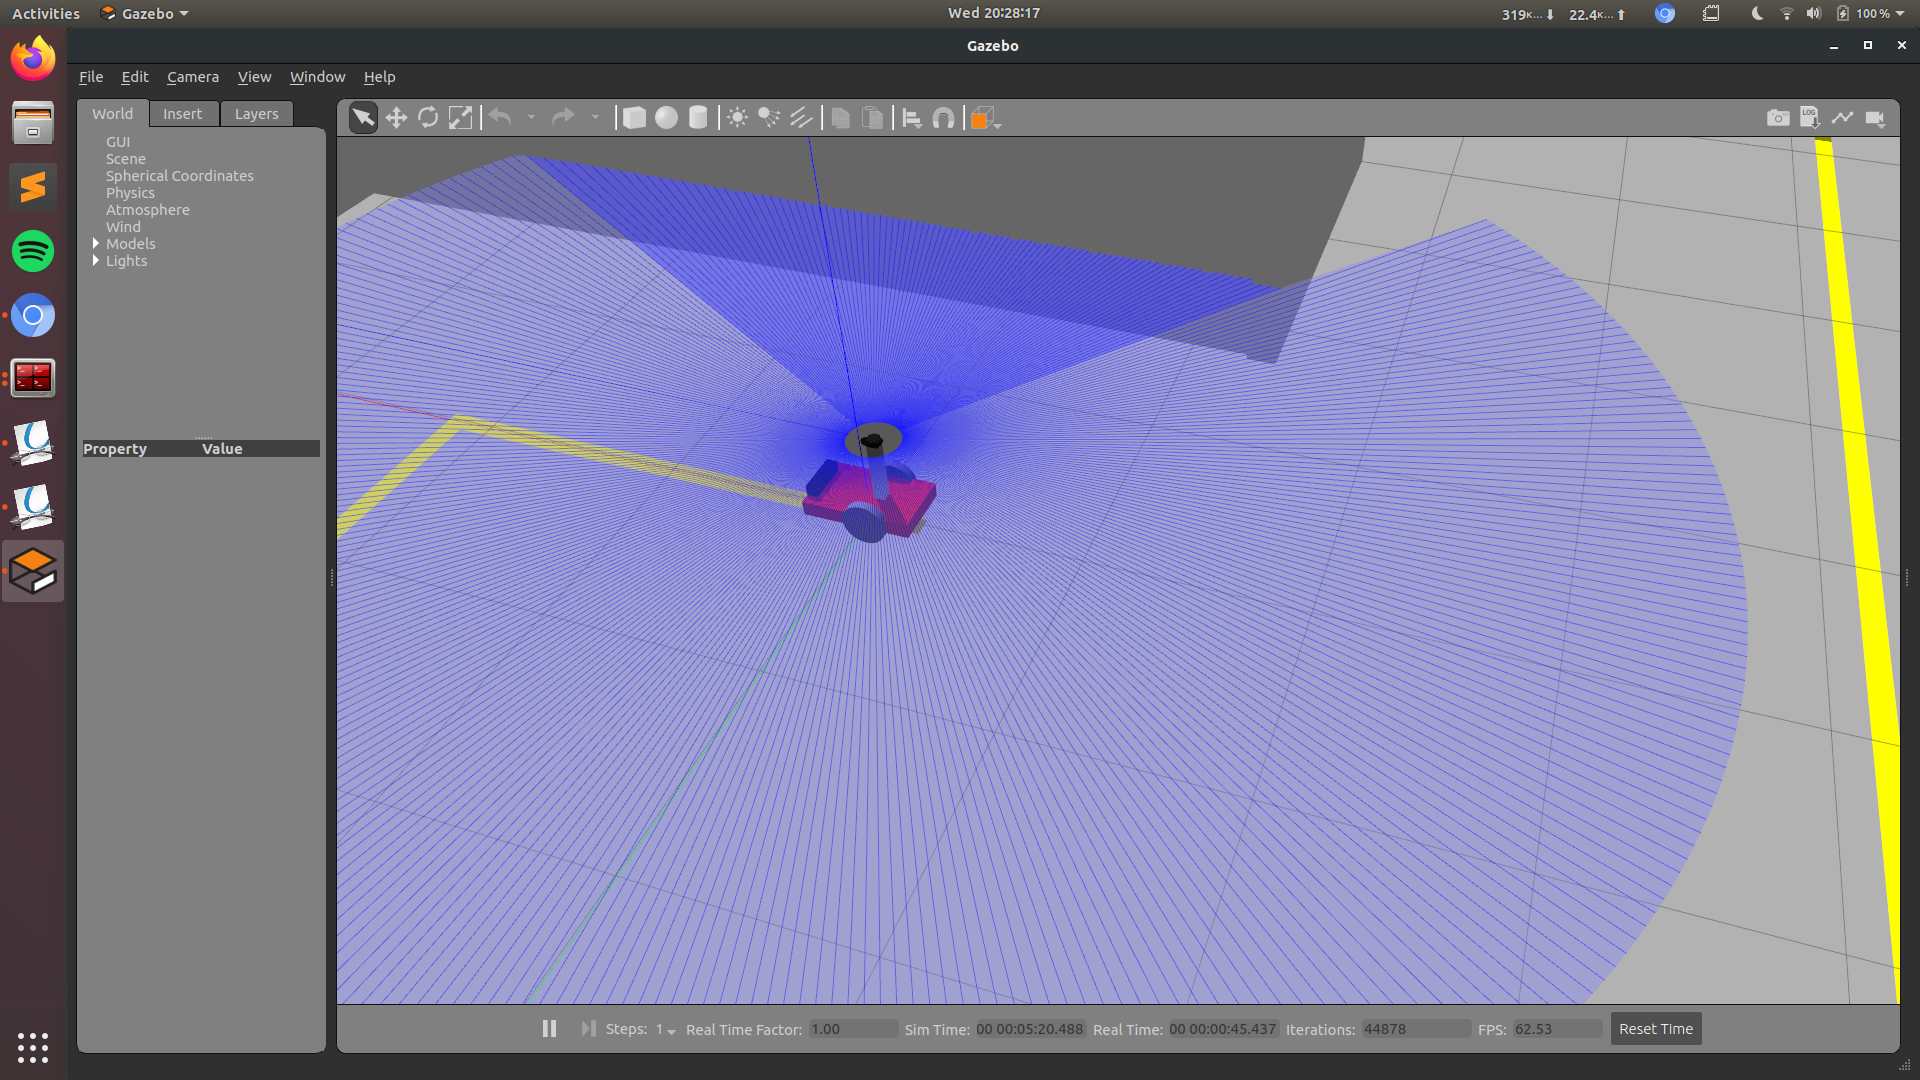 Activities Gazebo Wed 20:28:17 319K... 22.4K... 100 %
Gazebo
File Edit Camera View Window Help
World Insert Layers
GUI
Scene
Spherical Coordinates
Physics
Atmosphere
Wind
Models
Lights
LOG
Property Value
Steps: 1 Real Time Factor: 1.00 Sim Time: 00 00:05:20.488 Real Time: 00 00:00:45.437 Iterations: 44878 FPS: 62.53 Reset Time